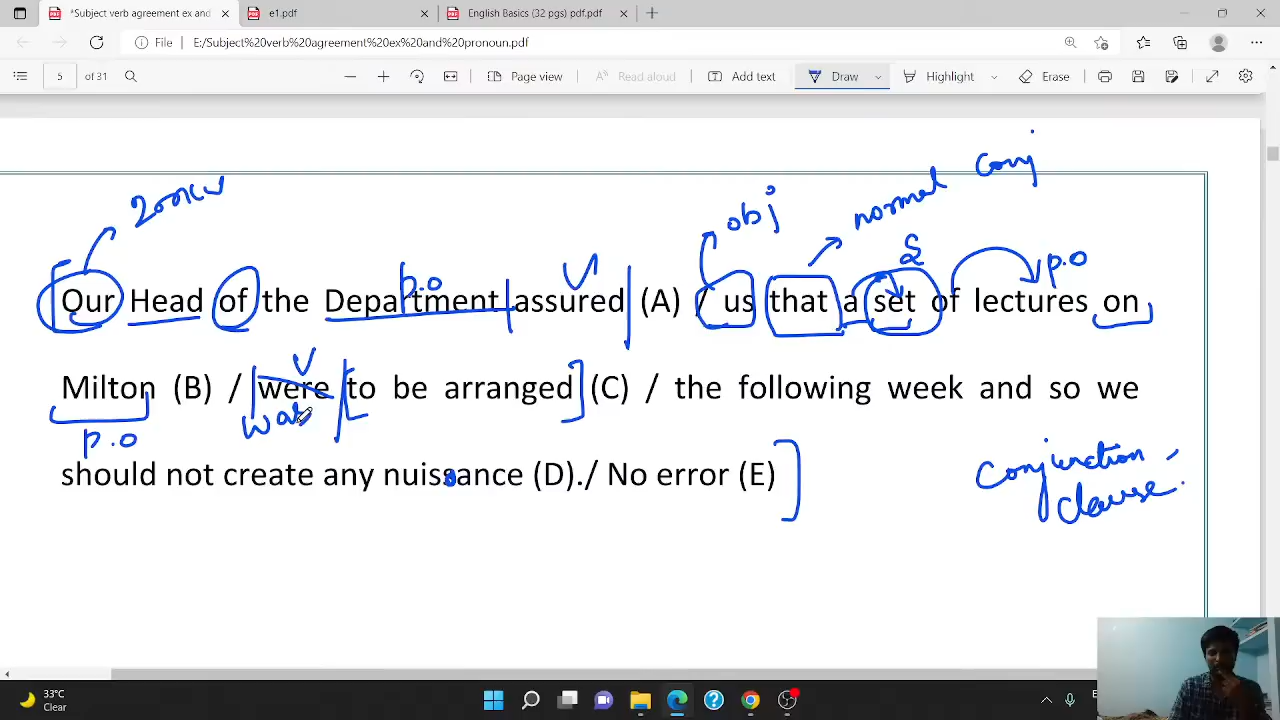 *Subject verb agreement ex and
e1.pdf
English Basics (32 pgs) pdf.pdf
File
E:/Subject%20verb%20agreement%20ex%20and%20pronoun.pdf
5 of 31
Page view
Read aloud
Add text
Draw
Highlight
Erase
normal conj
obj
S
p.o
V
p.o
Our Head of the Department assured (A) / us that a set of lectures on
V
Milton (B) / were to be arranged (C) / the following week and so we
was
p.o
should not create any nuissance (D)./ No error (E)
Conjunction -
clause
33°C
Clear